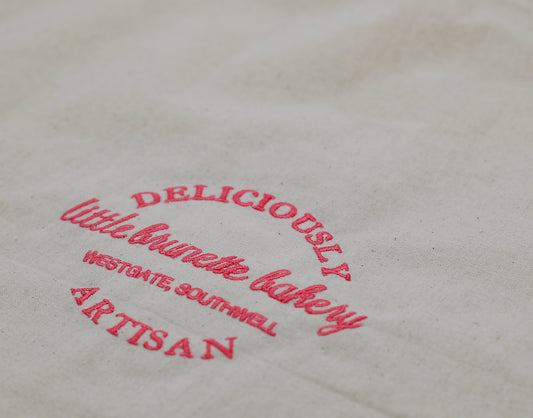 DELICIOUSLY
little brunette bakery
WESTGATE, SOUTHWELL
ARTISAN